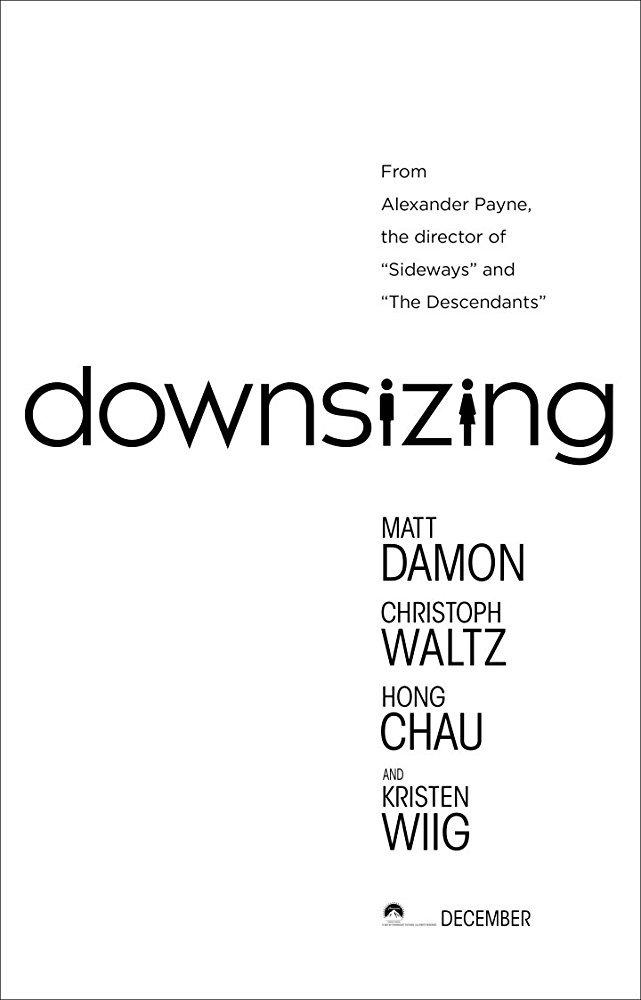 From
Alexander Payne,
the director of
“Sideways” and
“The Descendants”
downsizing
MATT
DAMON
CHRISTOPH
WALTZ
HONG
CHAU
AND
KRISTEN
WIIG
DECEMBER